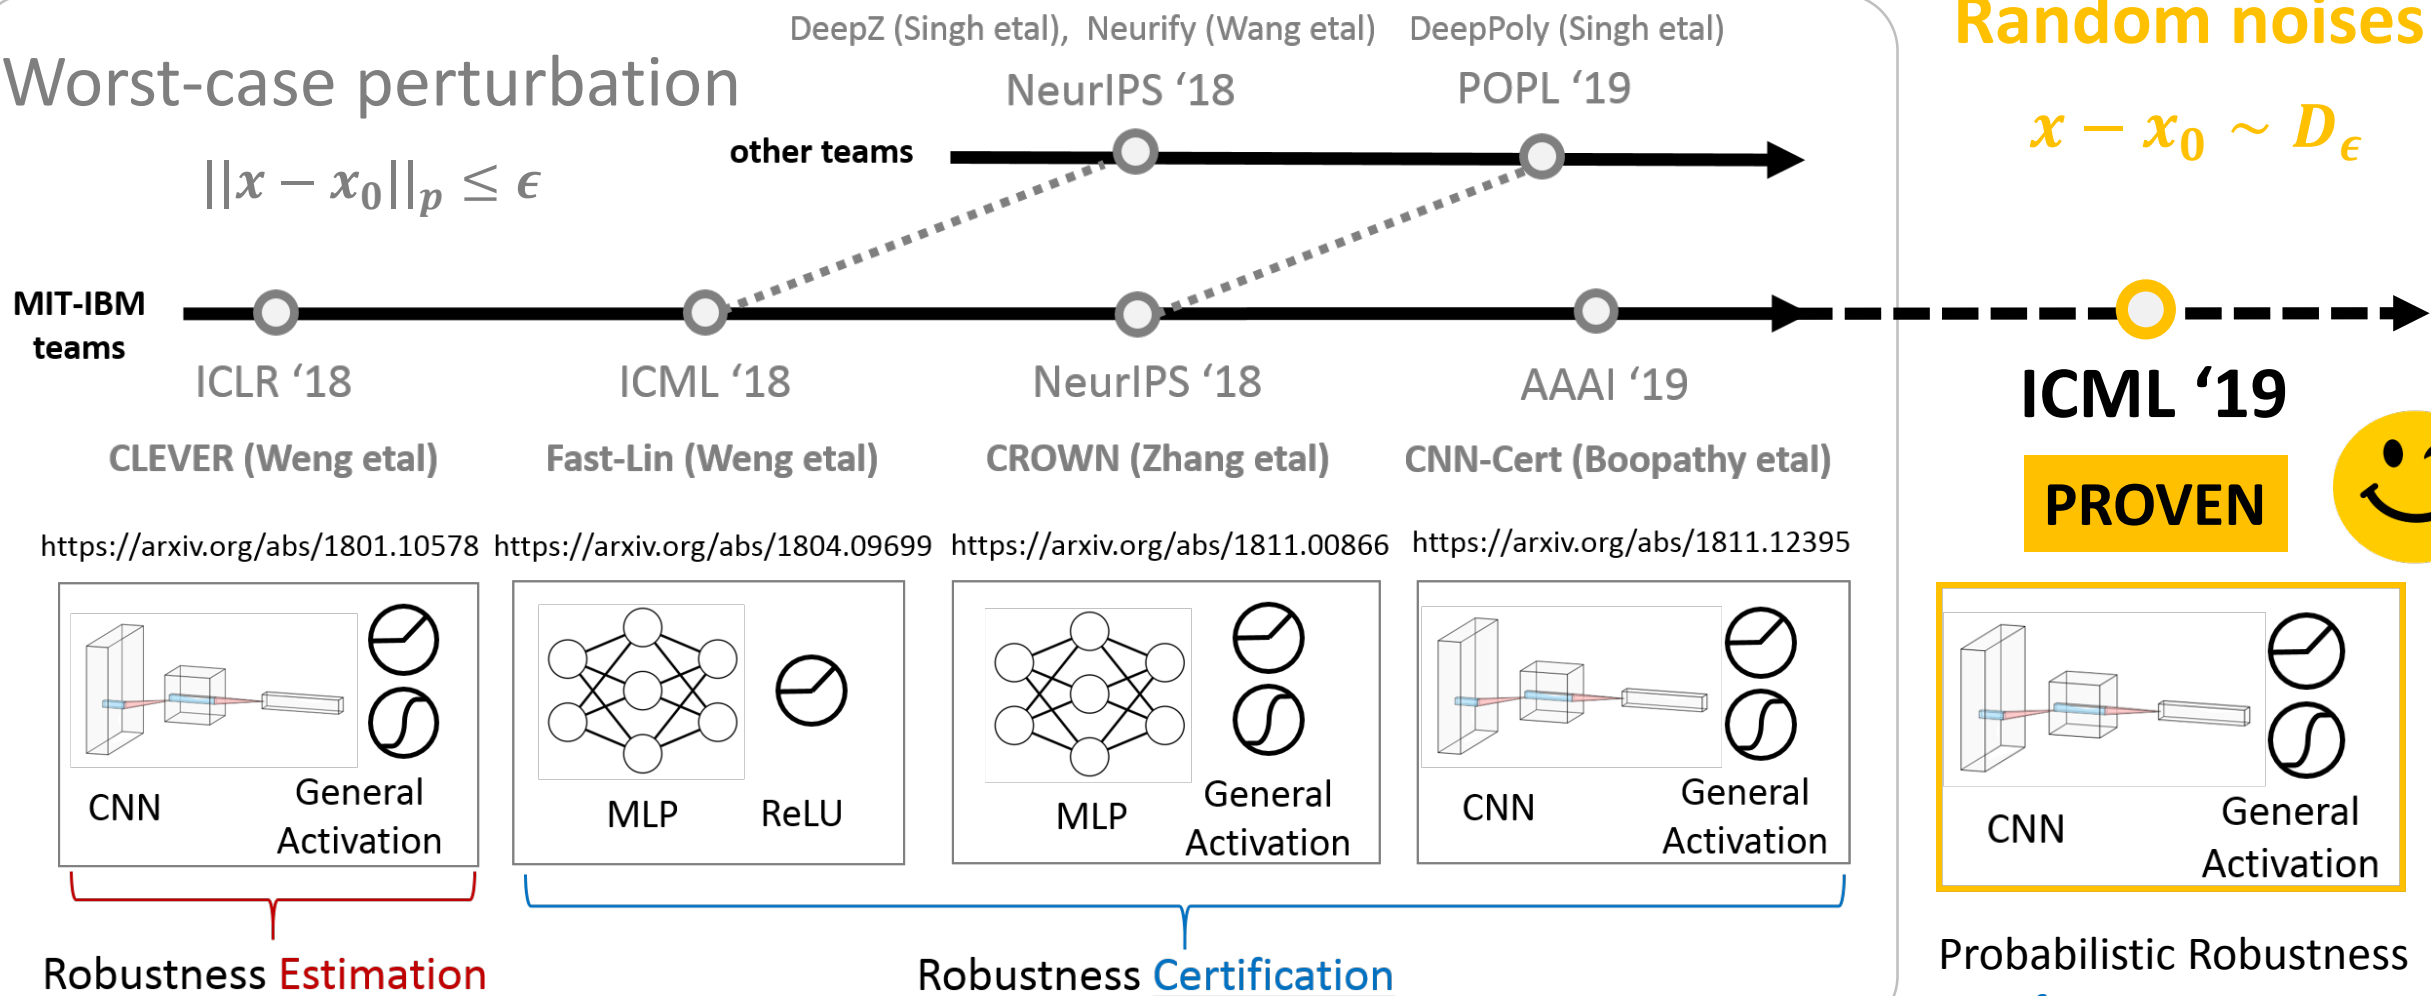 DeepZ (Singh etal), Neurify (Wang etal) DeepPoly (Singh etal)
Random noises
Worst-case perturbation
NeurIPS ‘18
POPL ‘19
x − x₀ ~ D_ϵ
other teams
||x − x₀||ₚ ≤ ϵ
MIT-IBM
teams
ICLR ‘18
ICML ‘18
NeurIPS ‘18
AAAI ‘19
ICML ‘19
CLEVER (Weng etal)
Fast-Lin (Weng etal)
CROWN (Zhang etal)
CNN-Cert (Boopathy etal)
PROVEN
https://arxiv.org/abs/1801.10578
https://arxiv.org/abs/1804.09699
https://arxiv.org/abs/1811.00866
https://arxiv.org/abs/1811.12395
CNN
General
Activation
MLP
ReLU
MLP
General
Activation
CNN
General
Activation
CNN
General
Activation
Robustness Estimation
Robustness Certification
Probabilistic Robustness